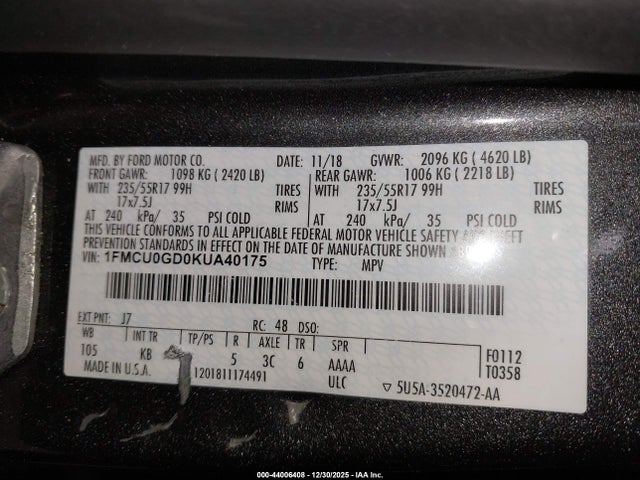 MFD. BY FORD MOTOR CO. DATE: 11/18 GVWR: 2096 KG ( 4620 LB)
FRONT GAWR: 1098 KG ( 2420 LB) REAR GAWR: 1006 KG ( 2218 LB)
WITH 235/55R17 99H TIRES WITH 235/55R17 99H TIRES
17x7.5J RIMS 17x7.5J RIMS
AT 240 kPa/ 35 PSI COLD AT 240 kPa/ 35 PSI COLD
THIS VEHICLE CONFORMS TO ALL APPLICABLE FEDERAL MOTOR VEHICLE SAFETY AND THEFT
PREVENTION STANDARDS IN EFFECT ON THE DATE OF MANUFACTURE SHOWN
VIN: 1FMCU0GD0KUA40175 TYPE: MPV
EXT PNT: J7 RC: 48 DSO:
WB INT TR TP/PS R AXLE TR SPR
105 KB 5 3C 6 AAAA F0112
ULC T0358
MADE IN U.S.A. 1201811174491 5U5A-3520472-AA
000-44006408 - 12/30/2025 - IAA Inc.